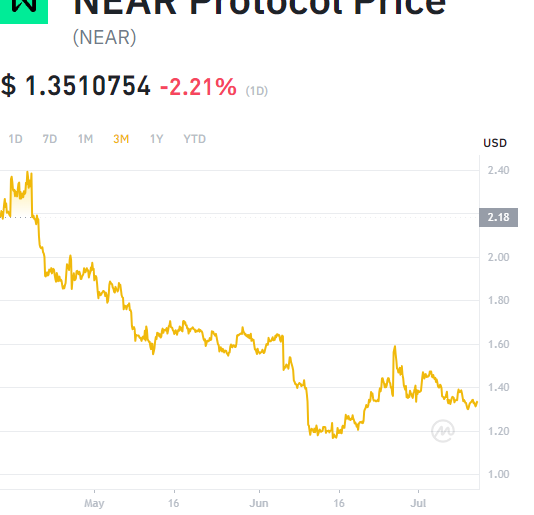 NEAR Protocol Price
(NEAR)
$ 1.3510754 -2.21% (1D)
1D 7D 1M 3M 1Y YTD
USD
2.40
2.18
2.00
1.80
1.60
1.40
1.20
1.00
May 16 Jun 16 Jul